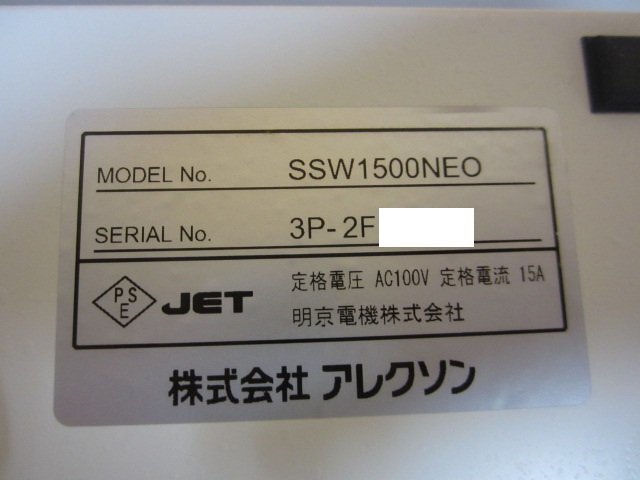 MODEL No. SSW1500NEO
SERIAL No. 3P-2F
PSE JET 定格電圧 AC100V 定格電流 15A
明京電機株式会社
株式会社 アレクソン